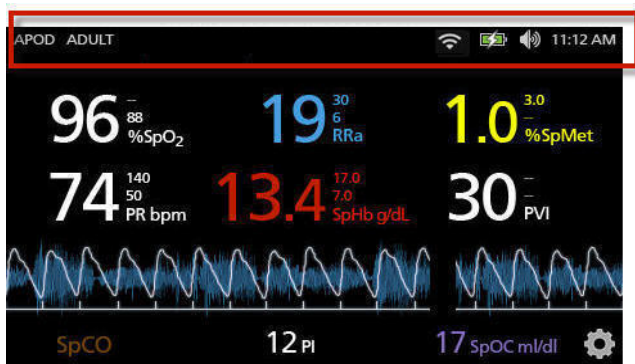 APOD ADULT 11:12 AM
96 -- 88 %SpO₂ 19 30 6 RRa 1.0 3.0 -- %SpMet
74 140 50 PR bpm 13.4 17.0 7.0 SpHb g/dL 30 -- -- PVI
SpCO 12 PI 17 SpOC ml/dl